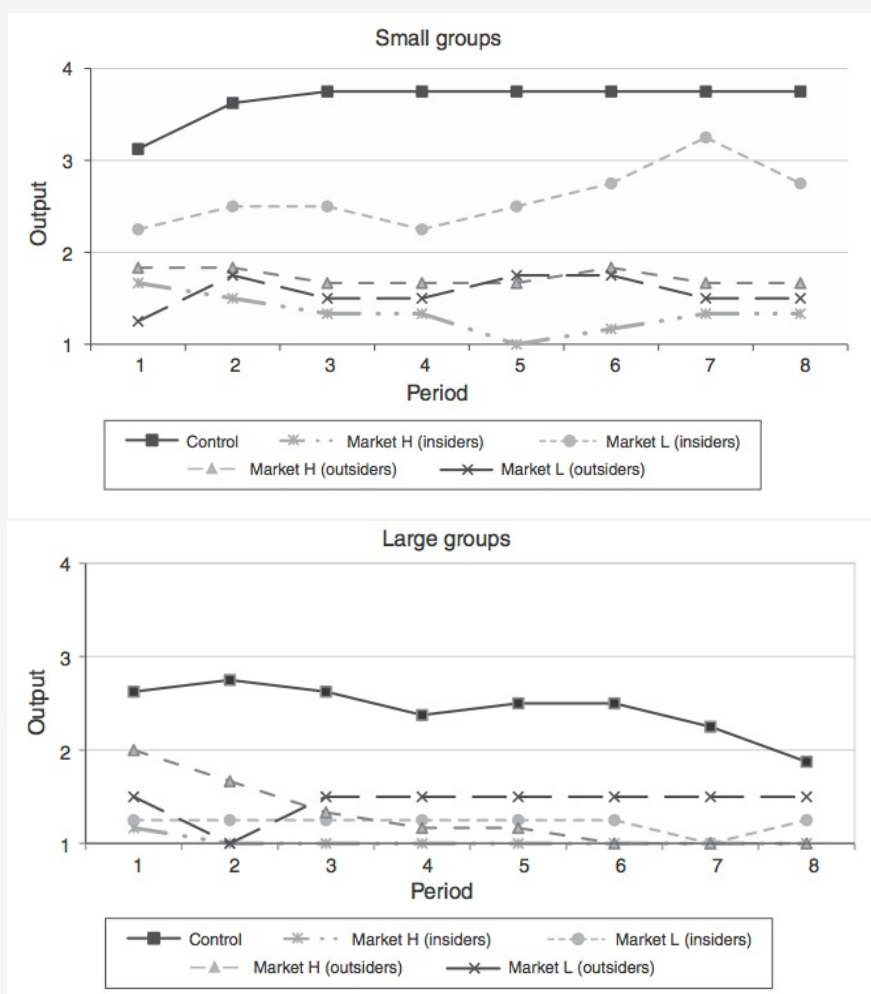 Small groups
4
3
2
1
Output
1 2 3 4 5 6 7 8
Period
Control Market H (insiders) Market L (insiders)
Market H (outsiders) Market L (outsiders)
Large groups
4
3
2
1
Output
1 2 3 4 5 6 7 8
Period
Control Market H (insiders) Market L (insiders)
Market H (outsiders) Market L (outsiders)